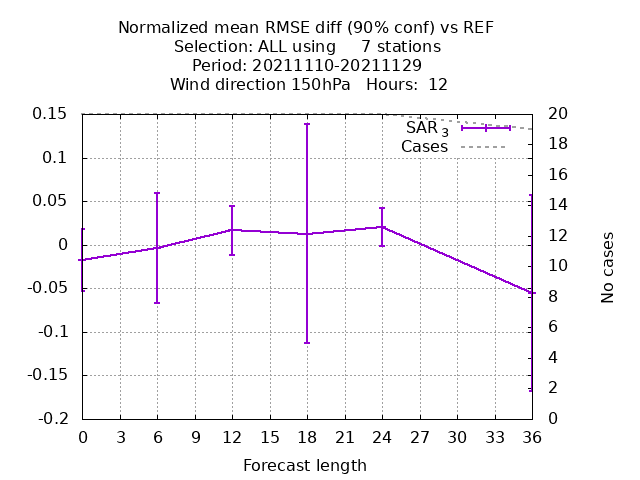 Normalized mean RMSE diff (90% conf) vs REF
Selection: ALL using     7 stations
Period: 20211110-20211129
Wind direction 150hPa   Hours:  12
0.15
0.1
0.05
0
-0.05
-0.1
-0.15
-0.2
20
18
16
14
12
10
8
6
4
2
0
SAR 3
Cases
No cases
0 3 6 9 12 15 18 21 24 27 30 33 36
Forecast length